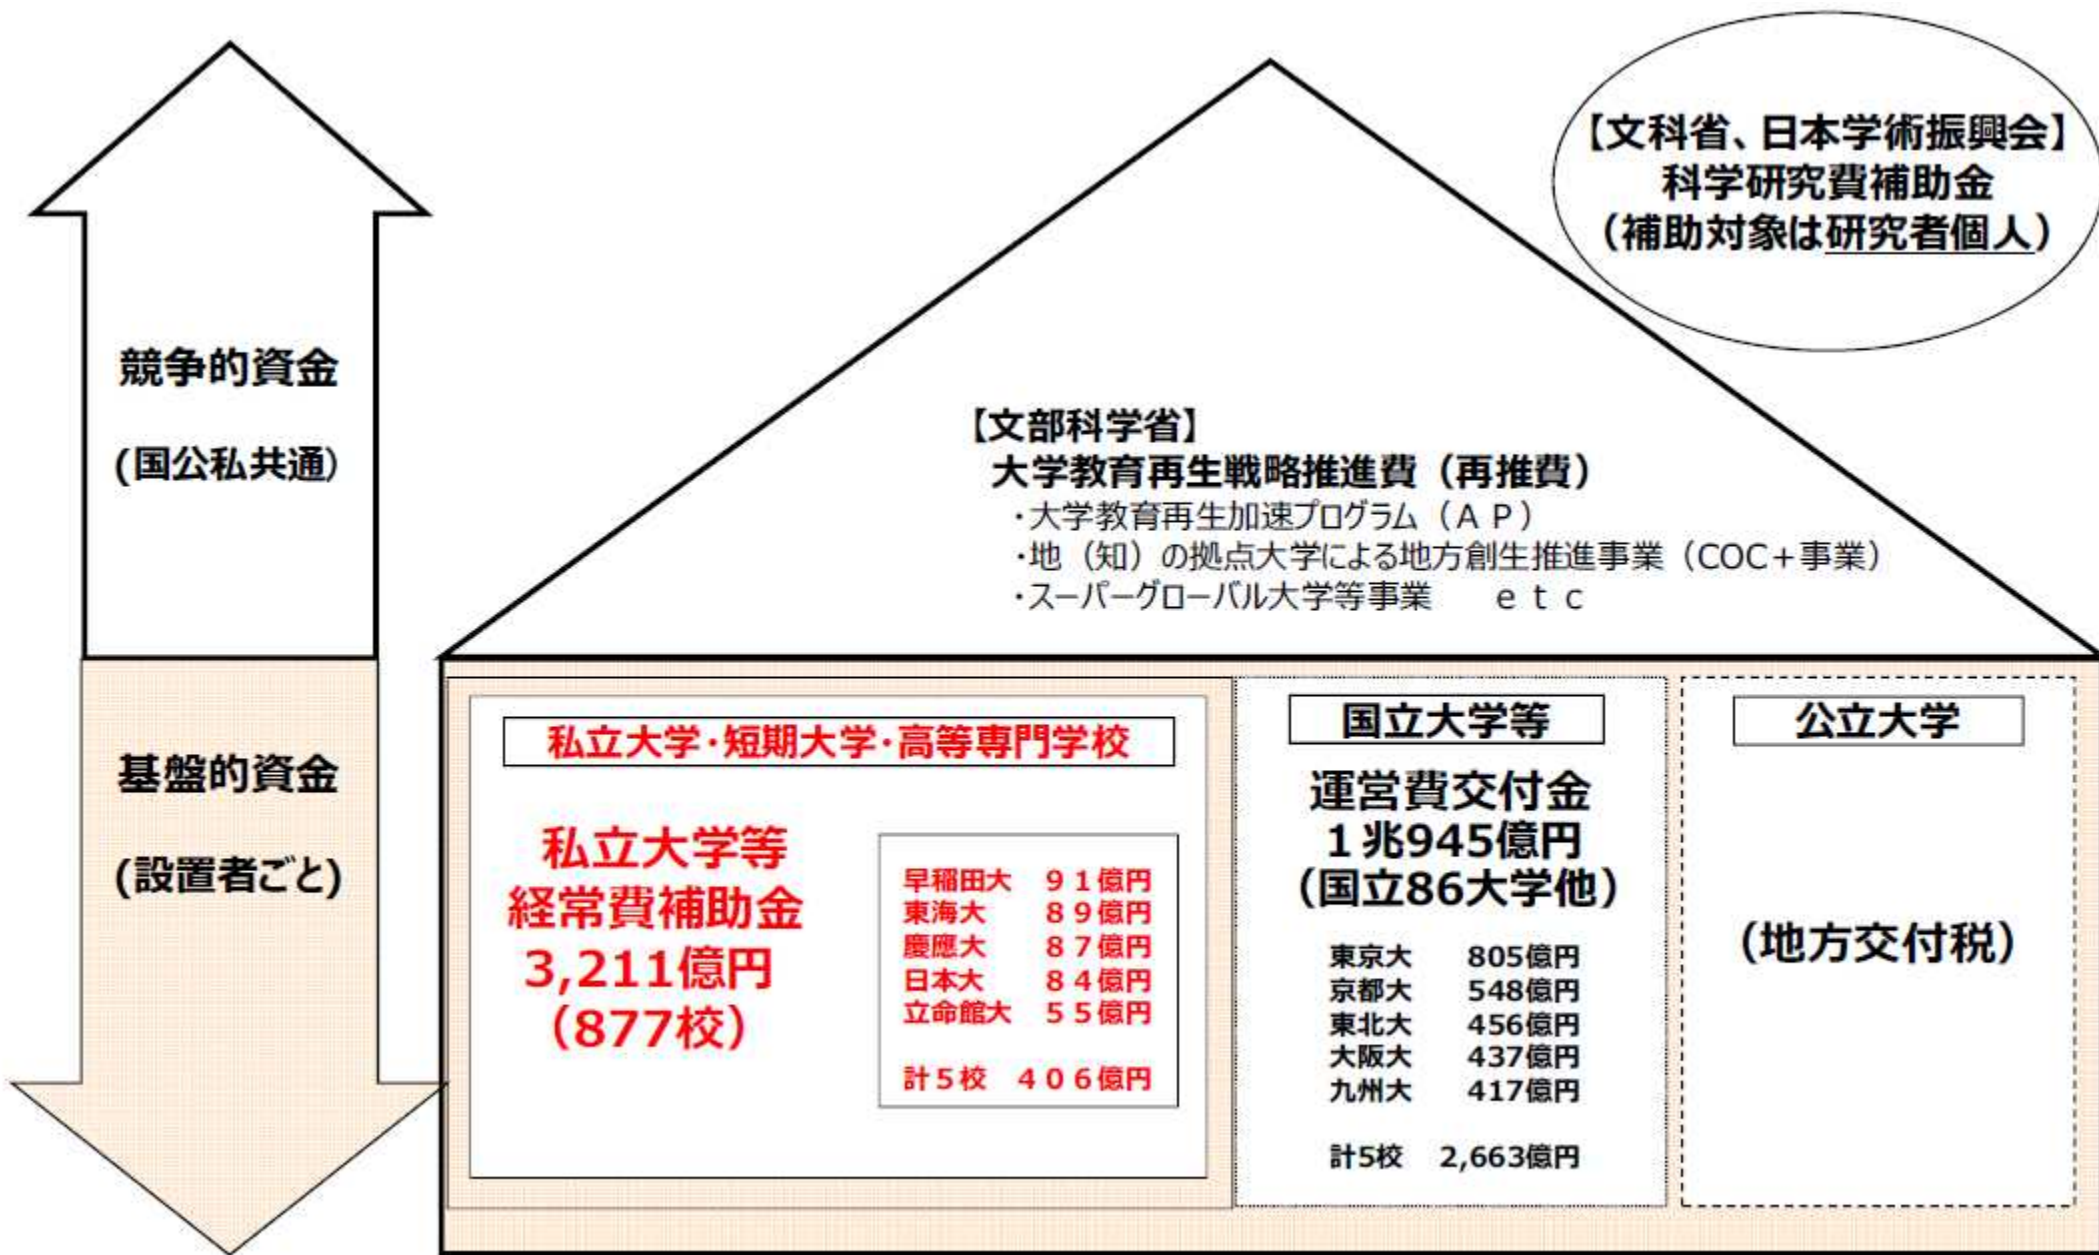 競争的資金
(国公私共通)
基盤的資金
(設置者ごと)
【文科省、日本学術振興会】
科学研究費補助金
(補助対象は研究者個人)
【文部科学省】
大学教育再生戦略推進費(再推費)
・大学教育再生加速プログラム(AP)
・地(知)の拠点大学による地方創生推進事業(COC+事業)
・スーパーグローバル大学等事業 etc
私立大学・短期大学・高等専門学校
私立大学等
経常費補助金
3,211億円
(877校)
早稲田大 91億円
東海大 89億円
慶應大 87億円
日本大 84億円
立命館大 55億円
計5校 406億円
国立大学等
運営費交付金
1兆945億円
(国立86大学他)
東京大 805億円
京都大 548億円
東北大 456億円
大阪大 437億円
九州大 417億円
計5校 2,663億円
公立大学
(地方交付税)